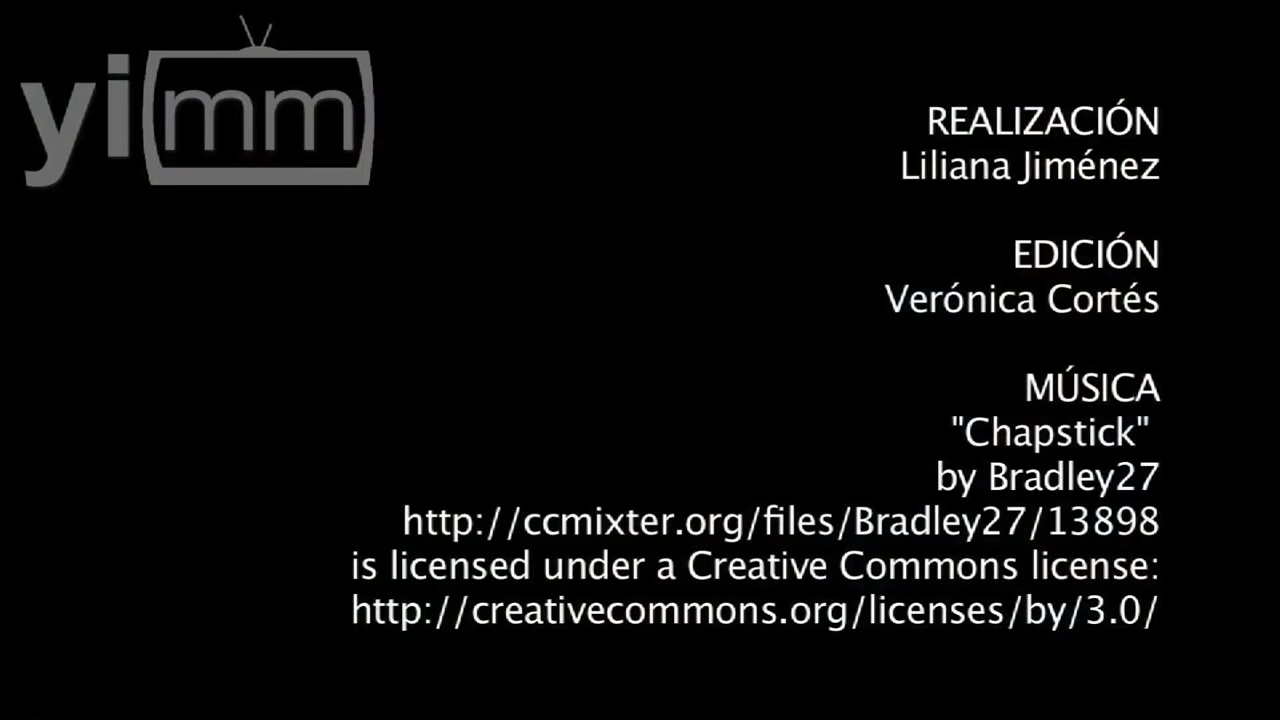 yimm
REALIZACIÓN
Liliana Jiménez
EDICIÓN
Verónica Cortés
MÚSICA
"Chapstick"
by Bradley27
http://ccmixter.org/files/Bradley27/13898
is licensed under a Creative Commons license:
http://creativecommons.org/licenses/by/3.0/